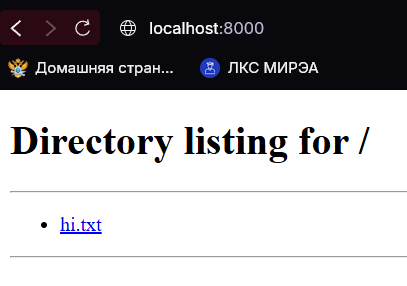 localhost:8000
Домашняя стран... ЛКС МИРЭА
Directory listing for /
hi.txt